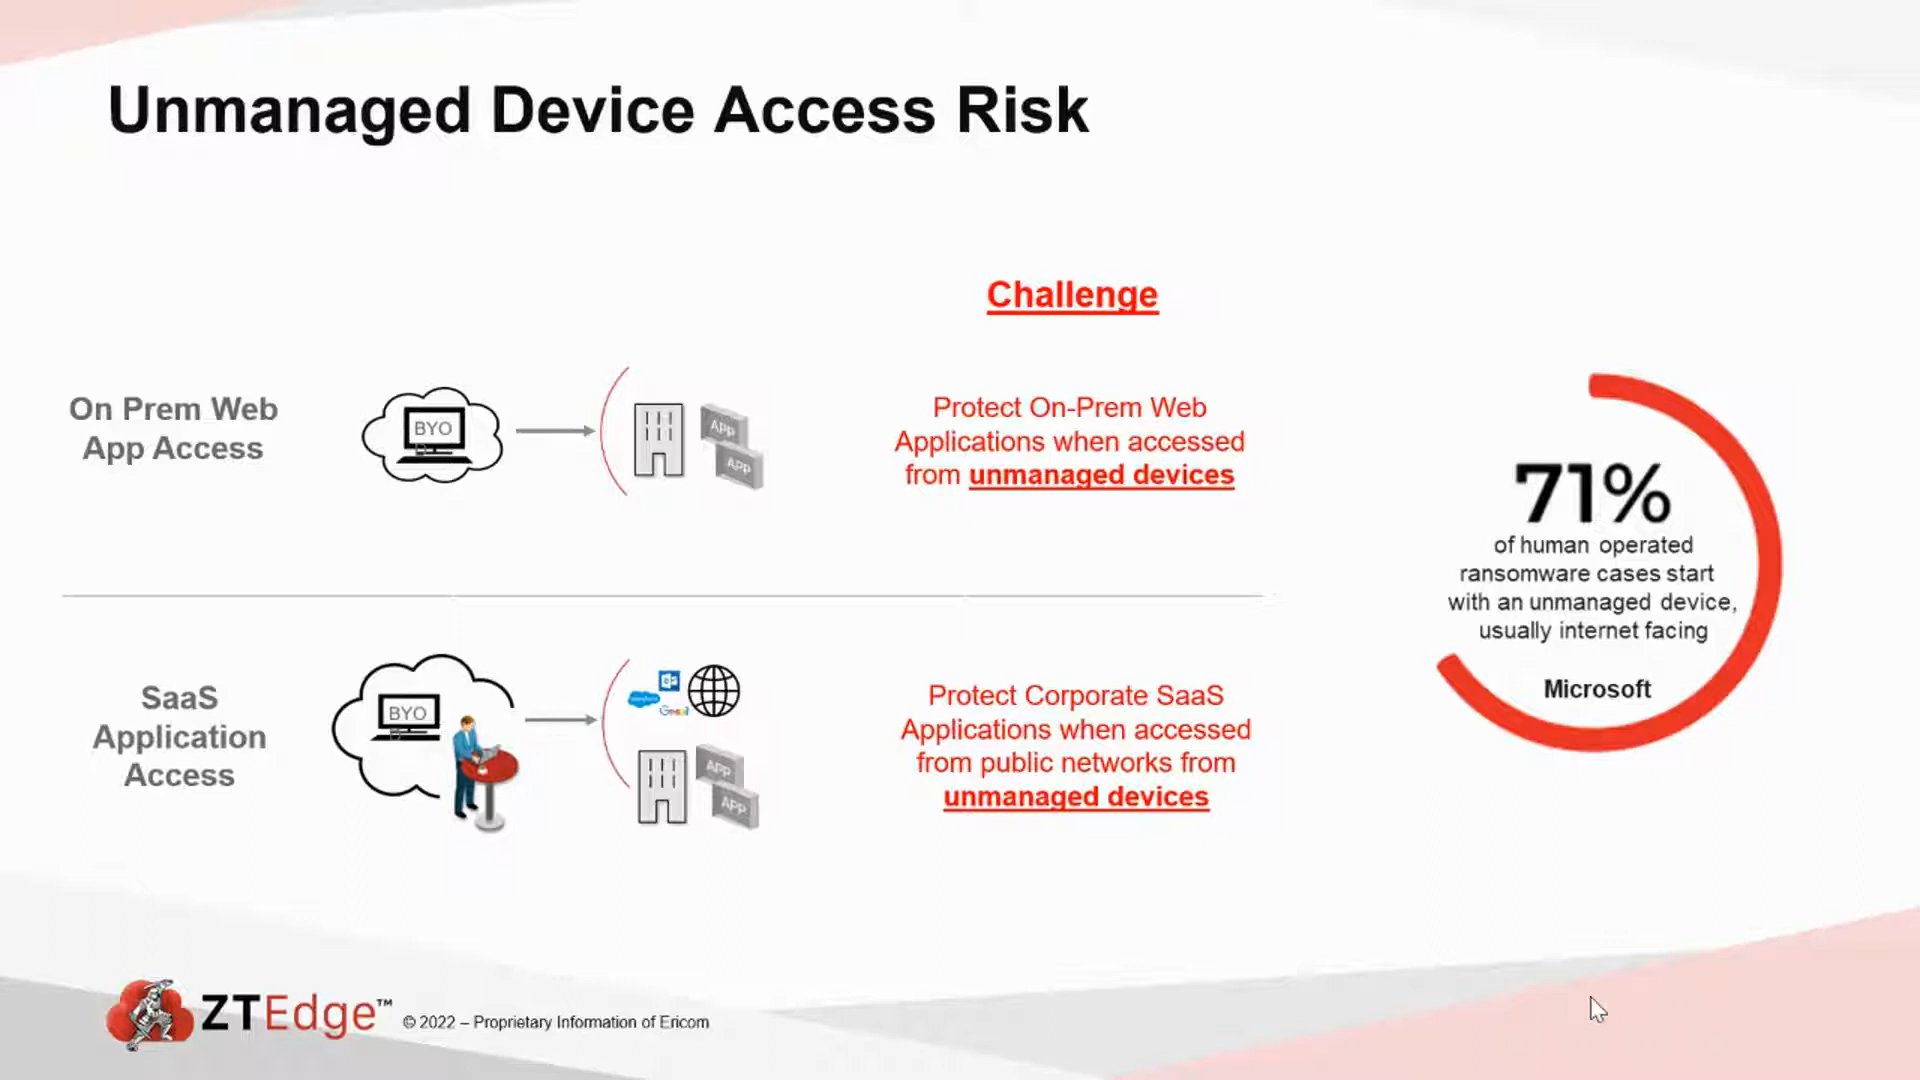 Unmanaged Device Access Risk
Challenge
On Prem Web
App Access
BYO
D
APP
APP
Protect On-Prem Web
Applications when accessed
from unmanaged devices
SaaS
Application
Access
BYO
D
salesforce
Gmail
APP
APP
Protect Corporate SaaS
Applications when accessed
from public networks from
unmanaged devices
71%
of human operated
ransomware cases start
with an unmanaged device,
usually internet facing
Microsoft
ZTEdge™
© 2022 – Proprietary Information of Ericom